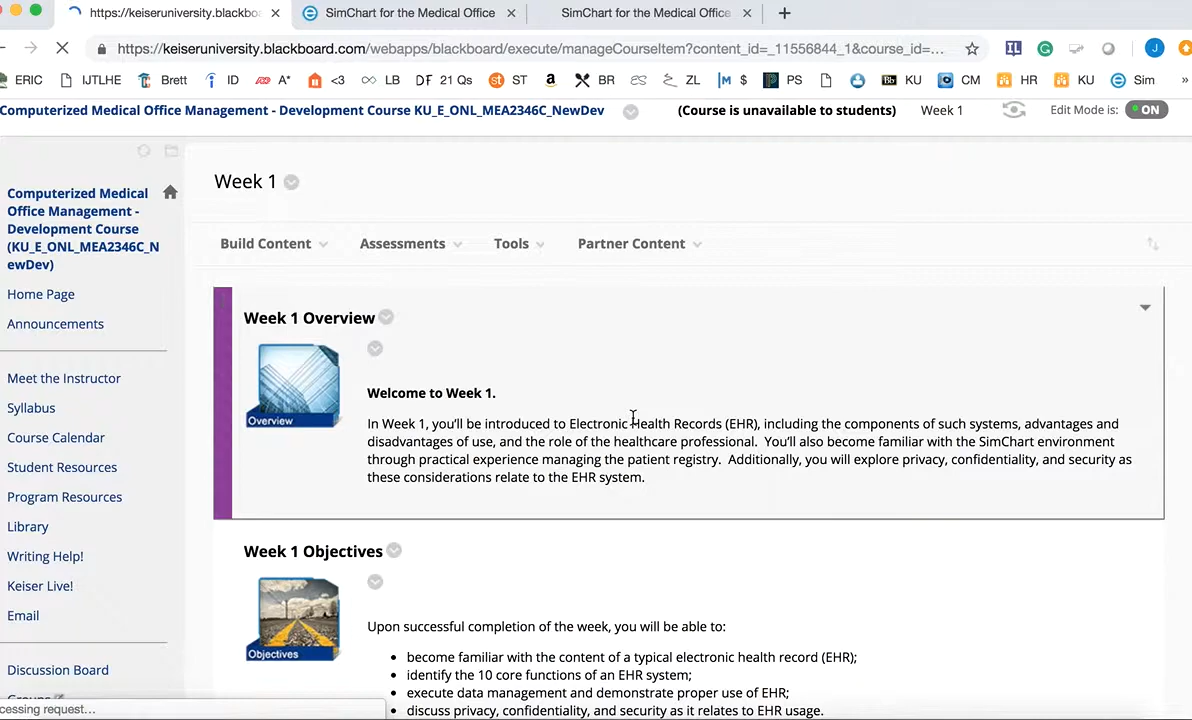 https://keiseruniversity.blackboa
SimChart for the Medical Office
SimChart for the Medical Office
https://keiseruniversity.blackboard.com/webapps/blackboard/execute/manageCourseItem?content_id=_11556844_1&course_id=...
IL
G
J
ERIC
IJTLHE
Brett
ID
A*
<3
LB
DF 21 Qs
st ST
a
BR
ZL
M $
PS
Bb KU
CM
HR
KU
Sim
»
Computerized Medical Office Management - Development Course KU_E_ONL_MEA2346C_NewDev
(Course is unavailable to students)
Week 1
Edit Mode is:
ON
Computerized Medical
Office Management -
Development Course
(KU_E_ONL_MEA2346C_N
ewDev)
Home Page
Announcements
Meet the Instructor
Syllabus
Course Calendar
Student Resources
Program Resources
Library
Writing Help!
Keiser Live!
Email
Discussion Board
Groups
cessing request...
Week 1
Build Content
Assessments
Tools
Partner Content
Week 1 Overview
Overview
Welcome to Week 1.
In Week 1, you'll be introduced to Electronic Health Records (EHR), including the components of such systems, advantages and
disadvantages of use, and the role of the healthcare professional. You'll also become familiar with the SimChart environment
through practical experience managing the patient registry. Additionally, you will explore privacy, confidentiality, and security as
these considerations relate to the EHR system.
Week 1 Objectives
Objectives
Upon successful completion of the week, you will be able to:
• become familiar with the content of a typical electronic health record (EHR);
• identify the 10 core functions of an EHR system;
• execute data management and demonstrate proper use of EHR;
• discuss privacy, confidentiality, and security as it relates to EHR usage.